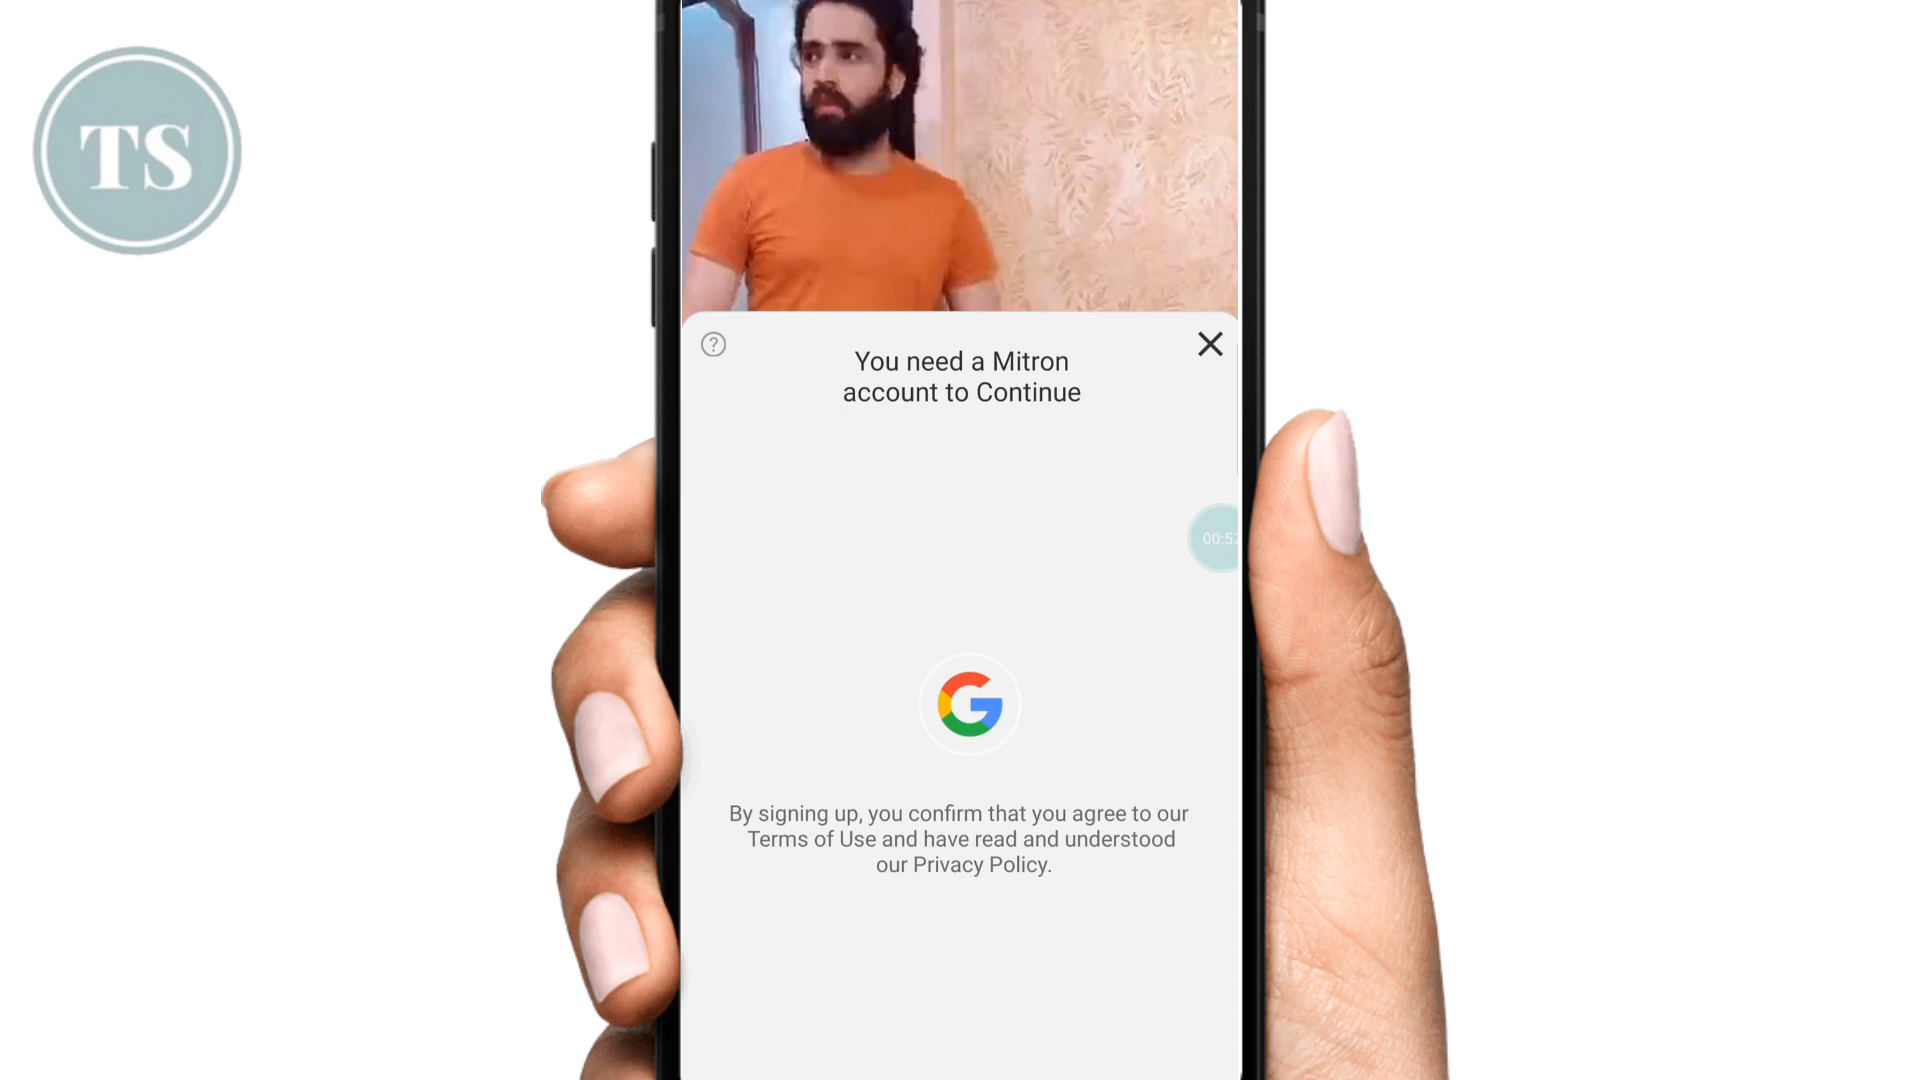 TS
You need a Mitron
account to Continue
00:57
By signing up, you confirm that you agree to our
Terms of Use and have read and understood
our Privacy Policy.